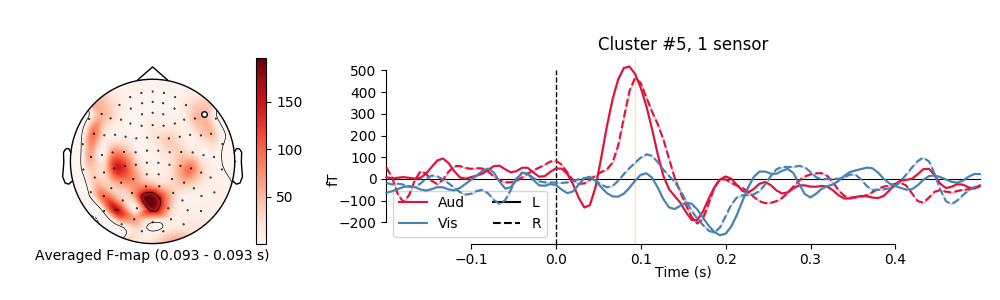 Cluster #5, 1 sensor
150
100
50
Averaged F-map (0.093 - 0.093 s)
fT
500
400
300
200
100
0
−100
−200
Aud
Vis
L
R
−0.1
0.0
0.1
0.2
0.3
0.4
Time (s)